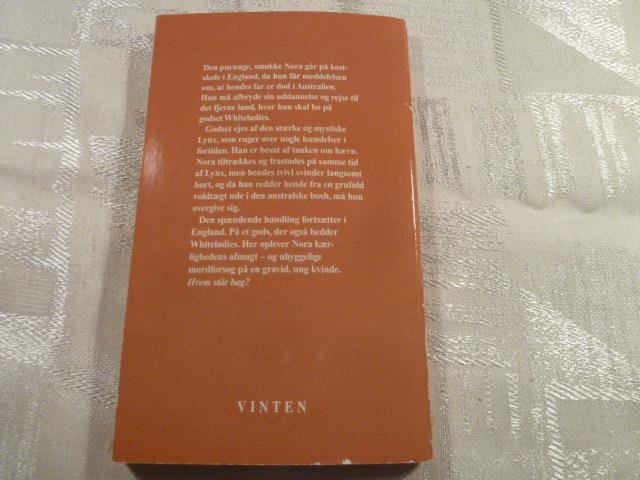 Den purunge, smukke Nora går på kost-
skole i England, da hun får meddelelsen
om, at hendes far er død i Australien.
Hun må afbryde sin uddannelse og rejse til
det fjerne land, hvor hun skal bo på
godset Whiteladies.
Godset ejes af den stærke og mystiske
Lynx, som ruger over nogle hændelser i
fortiden. Han er besat af tanken om hævn.
Nora tiltrækkes og frastødes på samme tid
af Lynx, men hendes tvivl svinder langsomt
bort, og da han redder hende fra en grufuld
voldtægt ude i den australske bush, må hun
overgive sig.
Den spændende handling fortsætter i
England. På et gods, der også hedder
Whiteladies. Her oplever Nora kær-
lighedens afmagt – og uhyggelige
mordforsøg på en gravid, ung kvinde.
Hvem står bag?
VINTEN